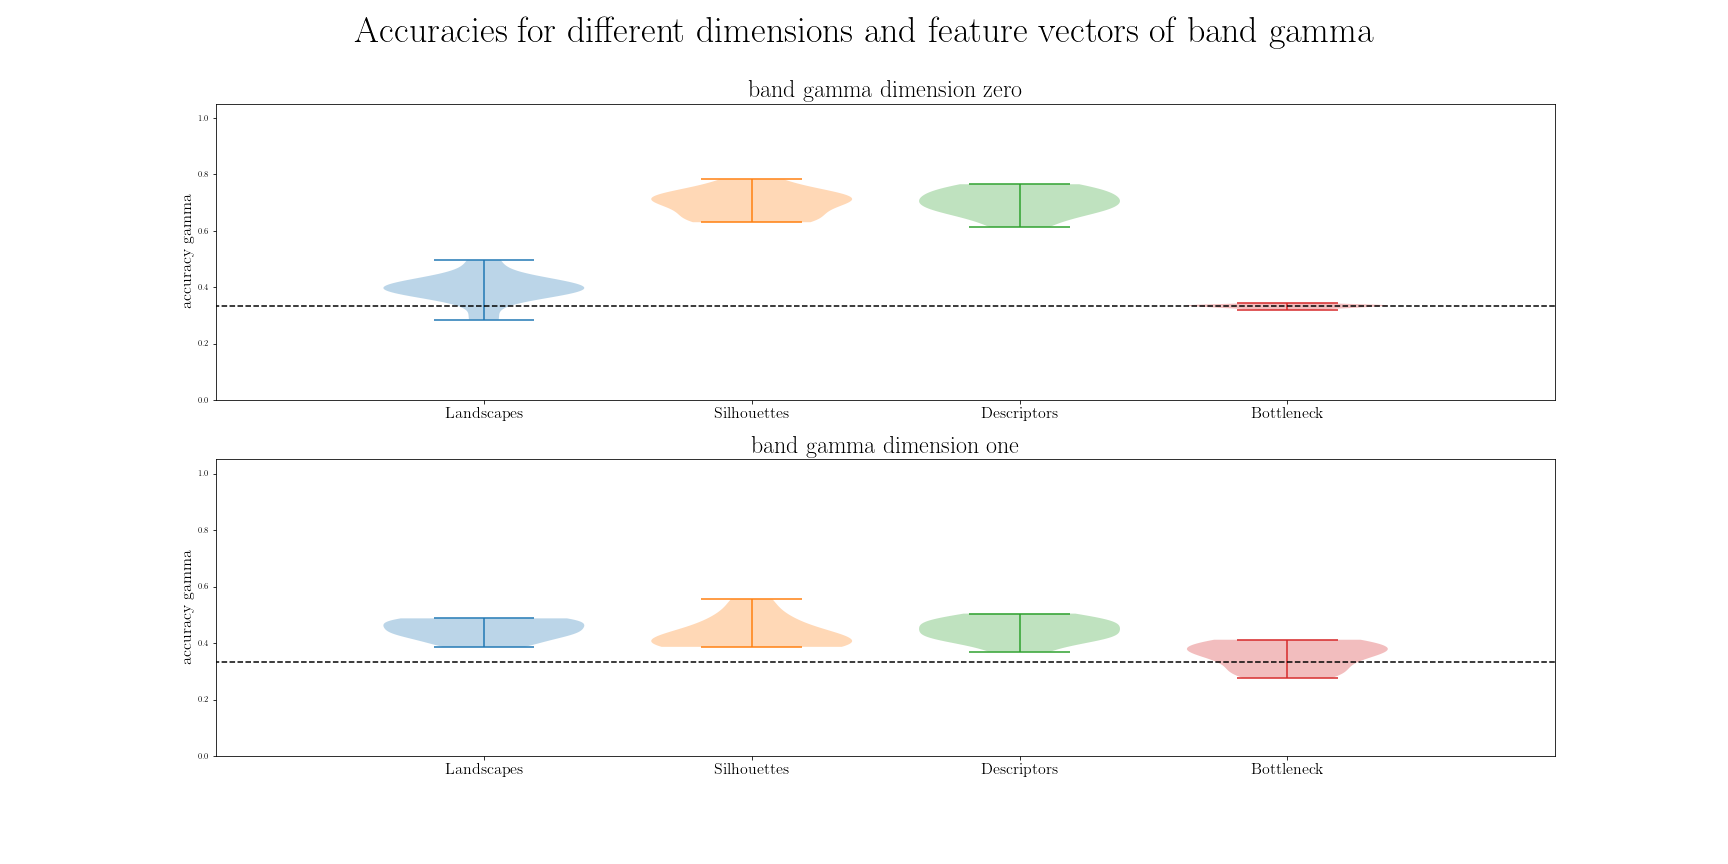 Accuracies for different dimensions and feature vectors of band gamma
band gamma dimension zero
accuracy gamma
1.0
0.8
0.6
0.4
0.2
0.0
Landscapes Silhouettes Descriptors Bottleneck
band gamma dimension one
accuracy gamma
1.0
0.8
0.6
0.4
0.2
0.0
Landscapes Silhouettes Descriptors Bottleneck